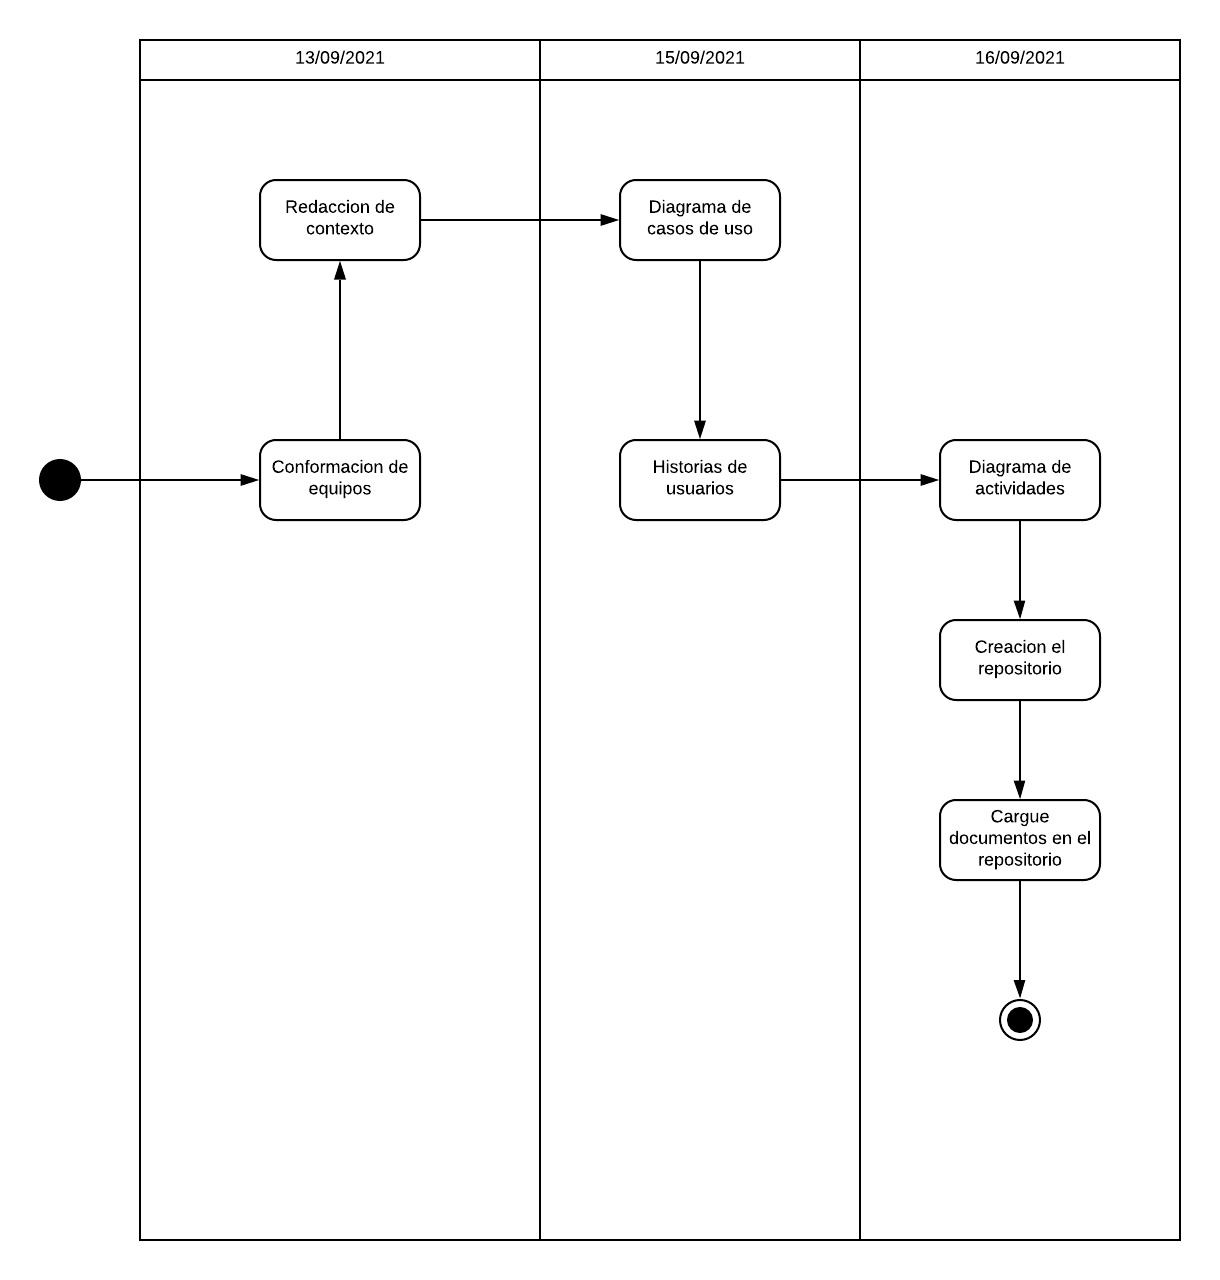 13/09/2021
15/09/2021
16/09/2021
Redaccion de
contexto
Diagrama de
casos de uso
Conformacion de
equipos
Historias de
usuarios
Diagrama de
actividades
Creacion el
repositorio
Cargue
documentos en el
repositorio